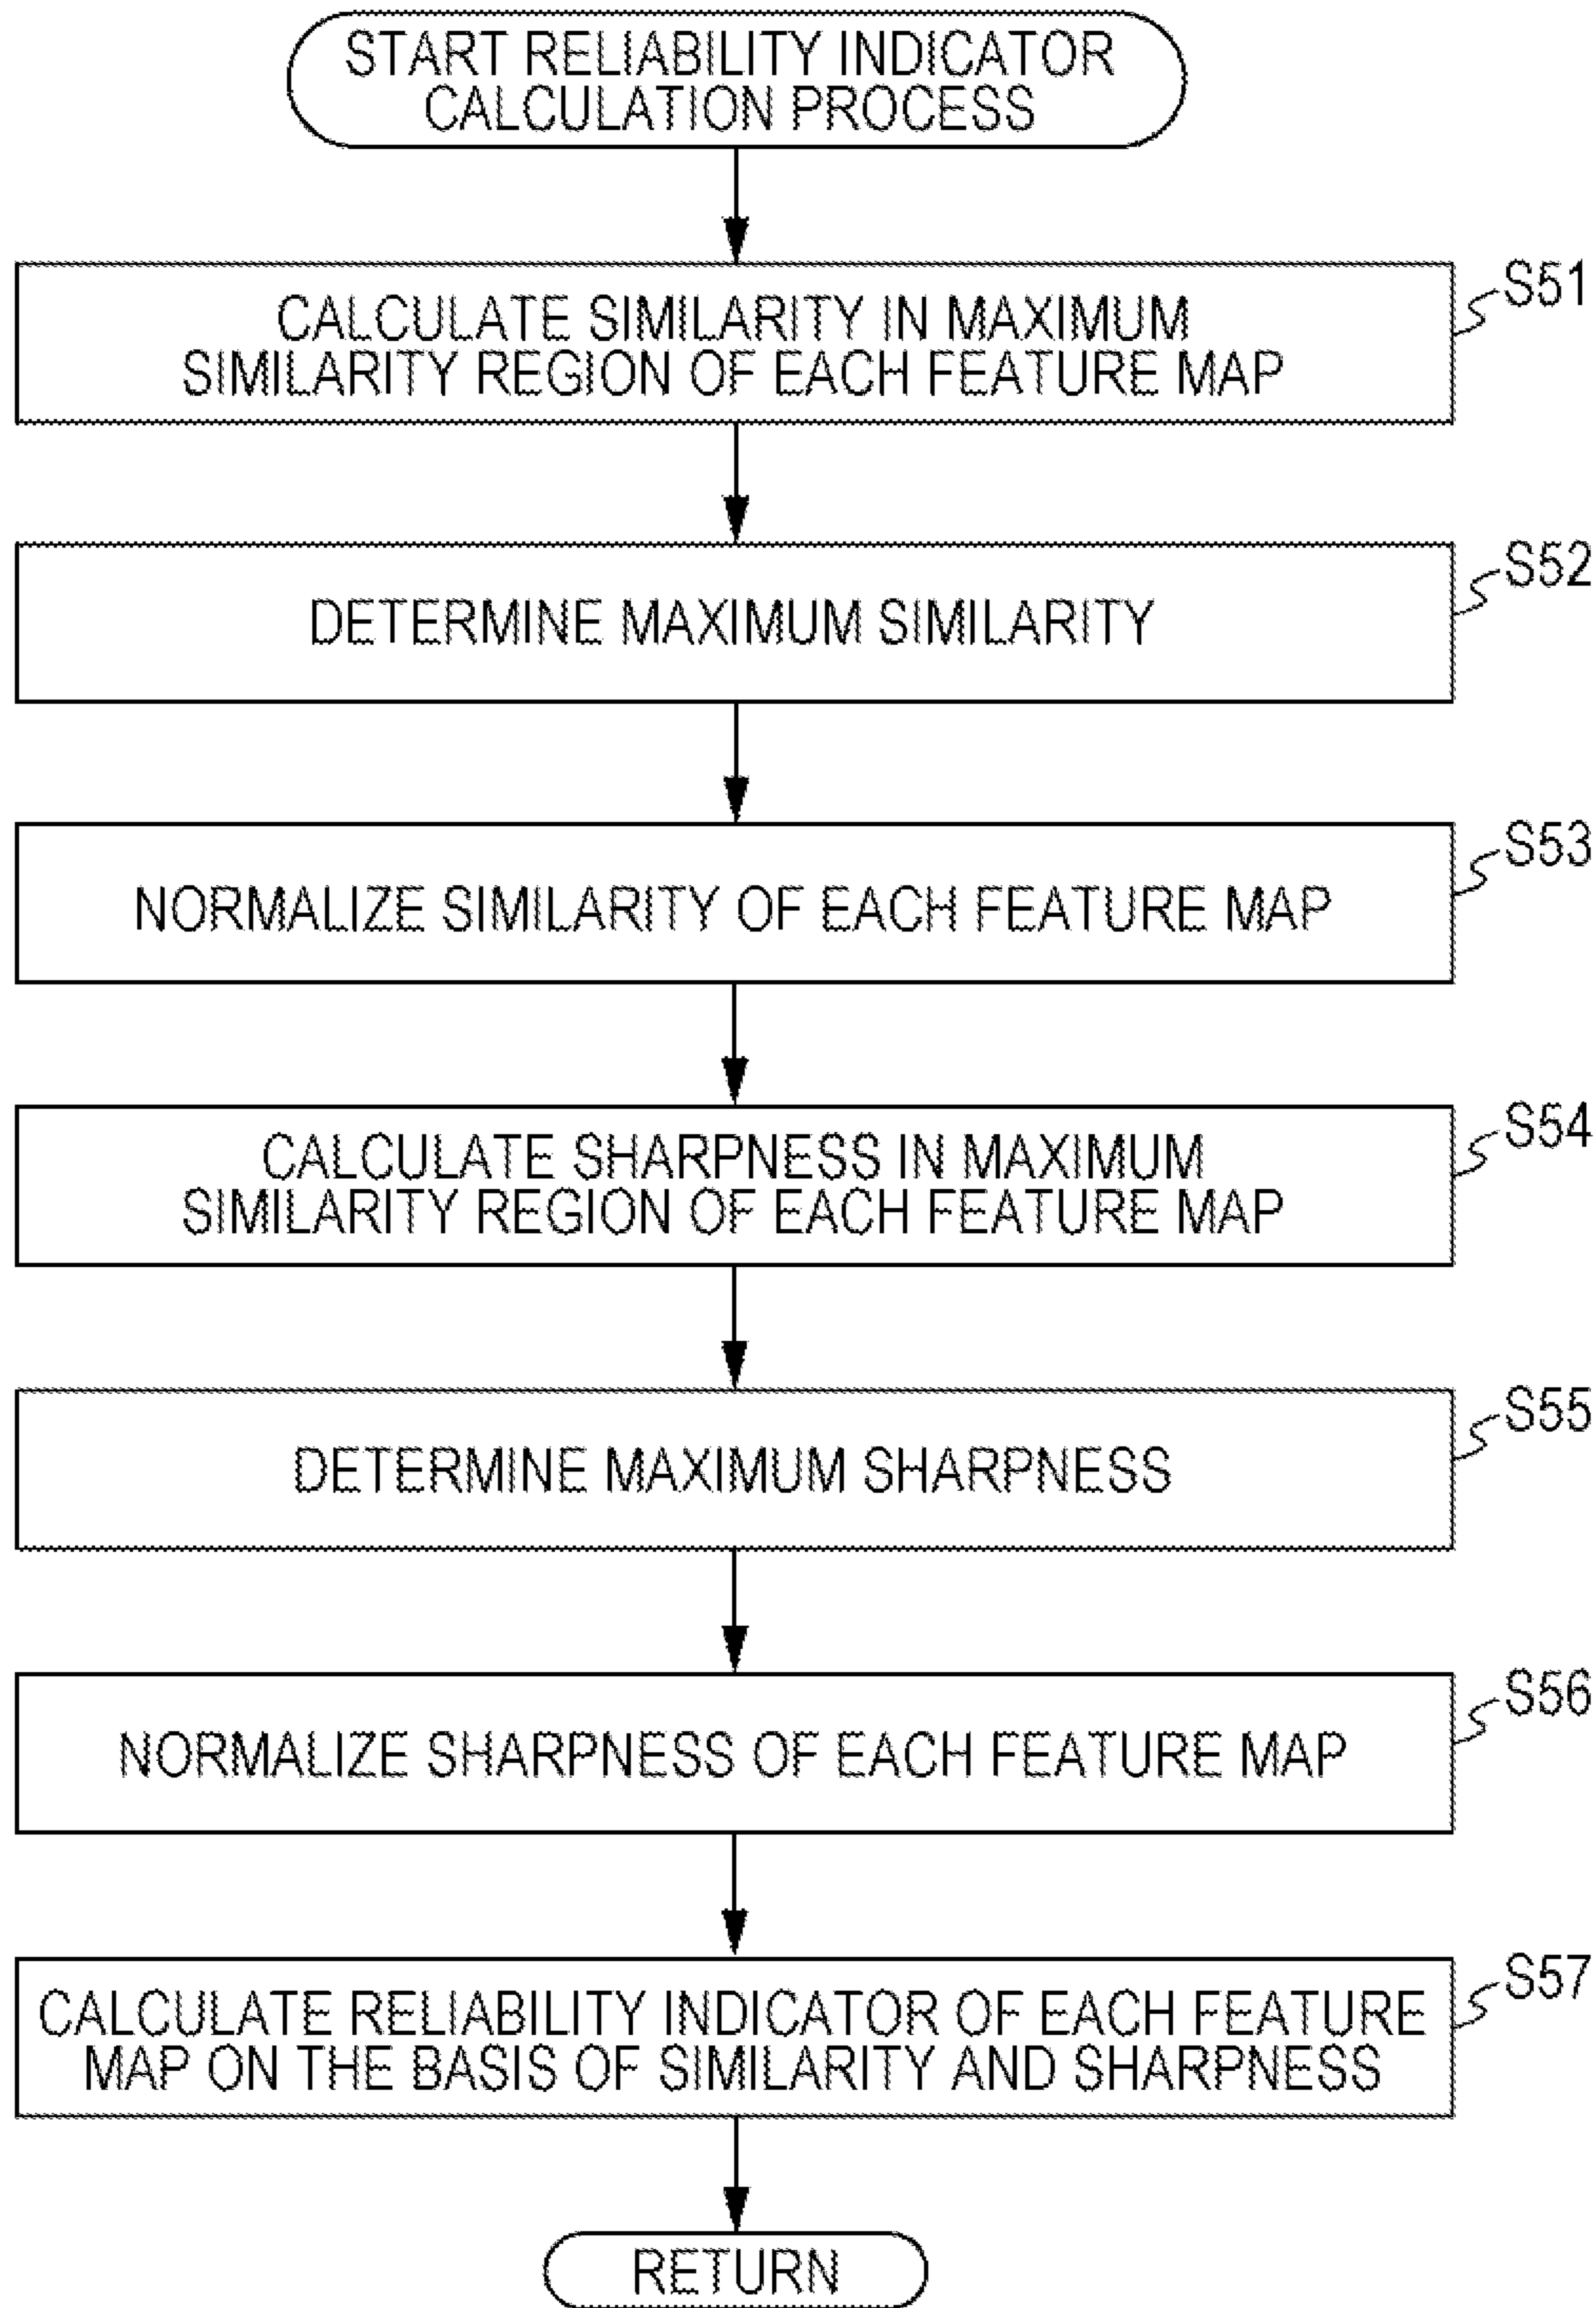 START RELIABILITY INDICATOR
CALCULATION PROCESS
S51
CALCULATE SIMILARITY IN MAXIMUM
SIMILARITY REGION OF EACH FEATURE MAP
S52
DETERMINE MAXIMUM SIMILARITY
S53
NORMALIZE SIMILARITY OF EACH FEATURE MAP
S54
CALCULATE SHARPNESS IN MAXIMUM
SIMILARITY REGION OF EACH FEATURE MAP
S55
DETERMINE MAXIMUM SHARPNESS
S56
NORMALIZE SHARPNESS OF EACH FEATURE MAP
S57
CALCULATE RELIABILITY INDICATOR OF EACH FEATURE
MAP ON THE BASIS OF SIMILARITY AND SHARPNESS
RETURN